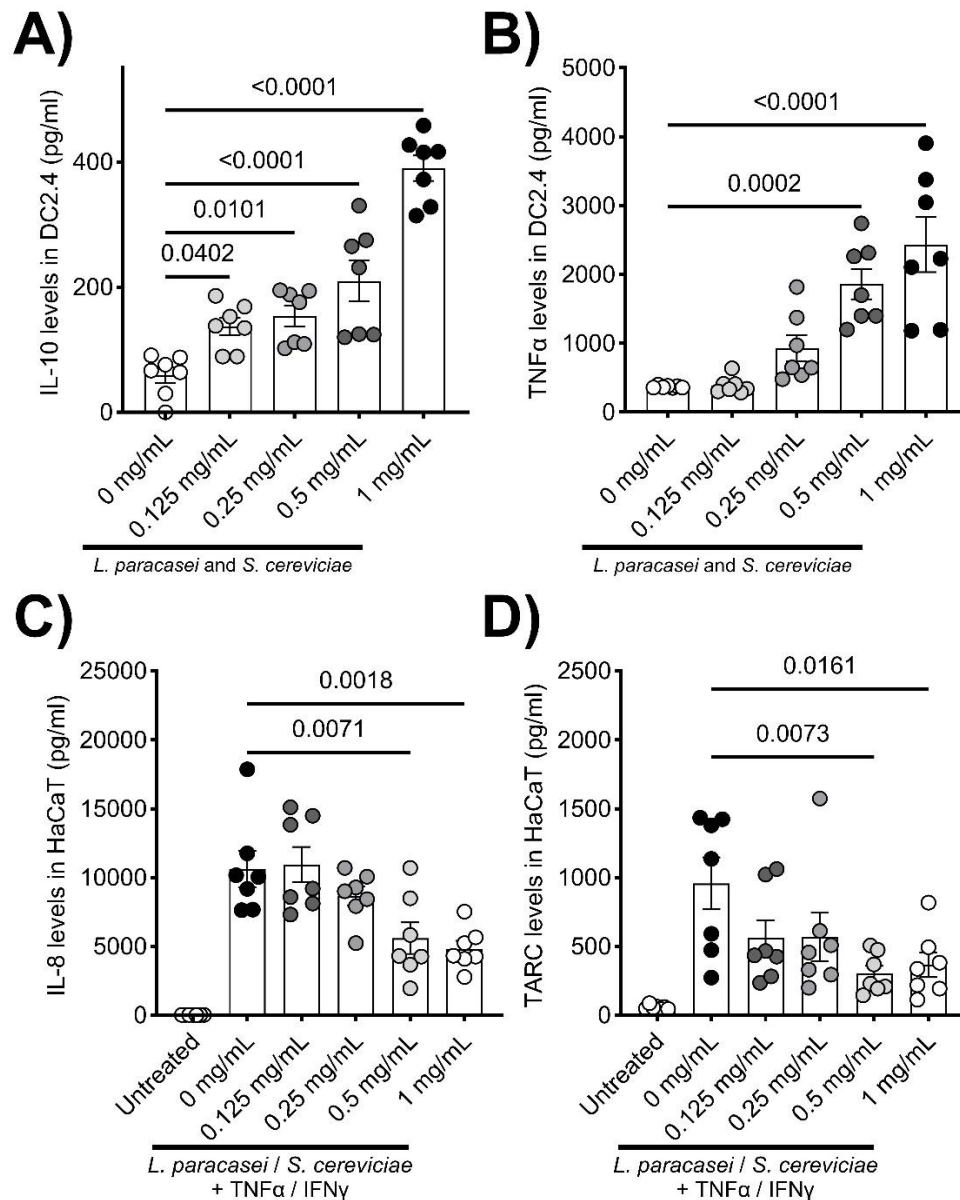 A)
IL-10 levels in DC2.4 (pg/ml)
400
200
0
<0.0001
<0.0001
0.0101
0.0402
0 mg/mL
0.125 mg/mL
0.25 mg/mL
0.5 mg/mL
1 mg/mL
L. paracasei and S. cereviciae
B)
TNFα levels in DC2.4 (pg/ml)
5000
4000
3000
2000
1000
0
<0.0001
0.0002
0 mg/mL
0.125 mg/mL
0.25 mg/mL
0.5 mg/mL
1 mg/mL
L. paracasei and S. cereviciae
C)
IL-8 levels in HaCaT (pg/ml)
25000
20000
15000
10000
5000
0
0.0018
0.0071
Untreated
0 mg/mL
0.125 mg/mL
0.25 mg/mL
0.5 mg/mL
1 mg/mL
L. paracasei / S. cereviciae
+ TNFα / IFNγ
D)
TARC levels in HaCaT (pg/ml)
2500
2000
1500
1000
500
0
0.0161
0.0073
Untreated
0 mg/mL
0.125 mg/mL
0.25 mg/mL
0.5 mg/mL
1 mg/mL
L. paracasei / S. cereviciae
+ TNFα / IFNγ